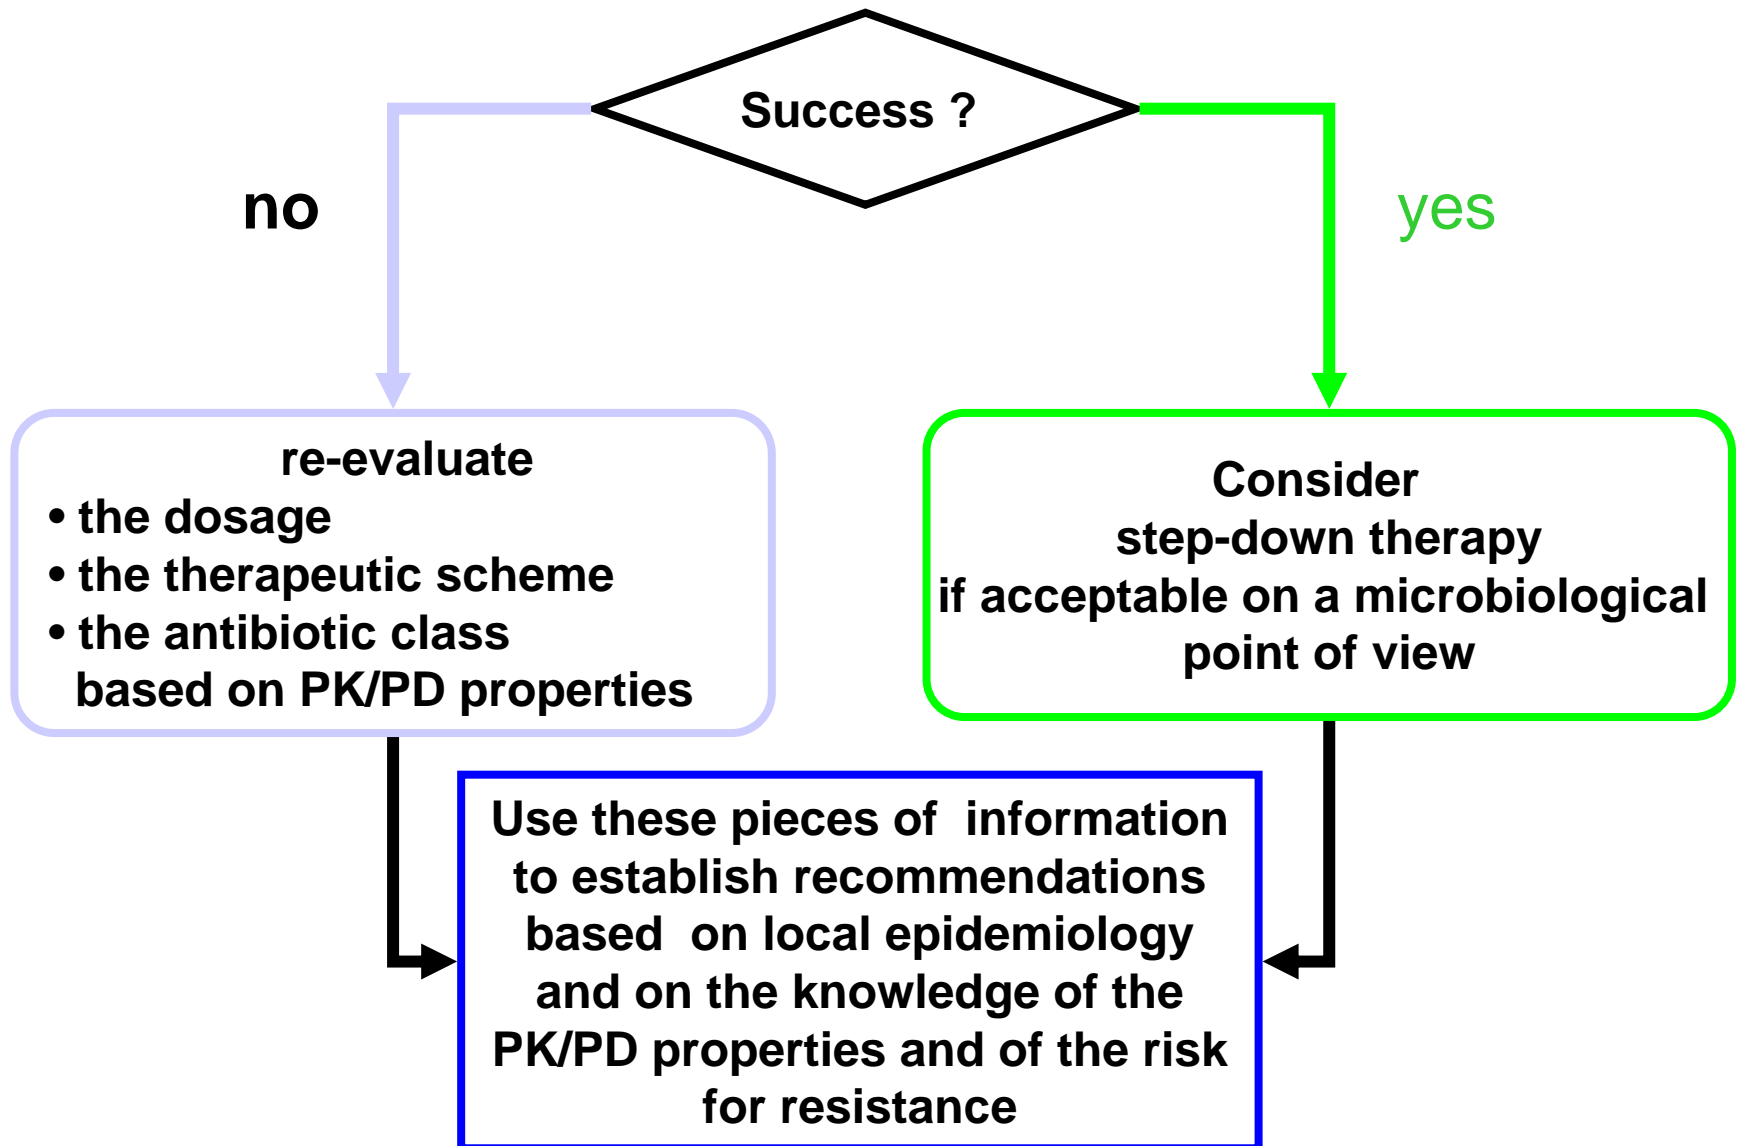 Success ?
no
yes
re-evaluate
• the dosage
• the therapeutic scheme
• the antibiotic class
based on PK/PD properties
Consider
step-down therapy
if acceptable on a microbiological
point of view
Use these pieces of  information
to establish recommendations
based  on local epidemiology
and on the knowledge of the
PK/PD properties and of the risk
for resistance